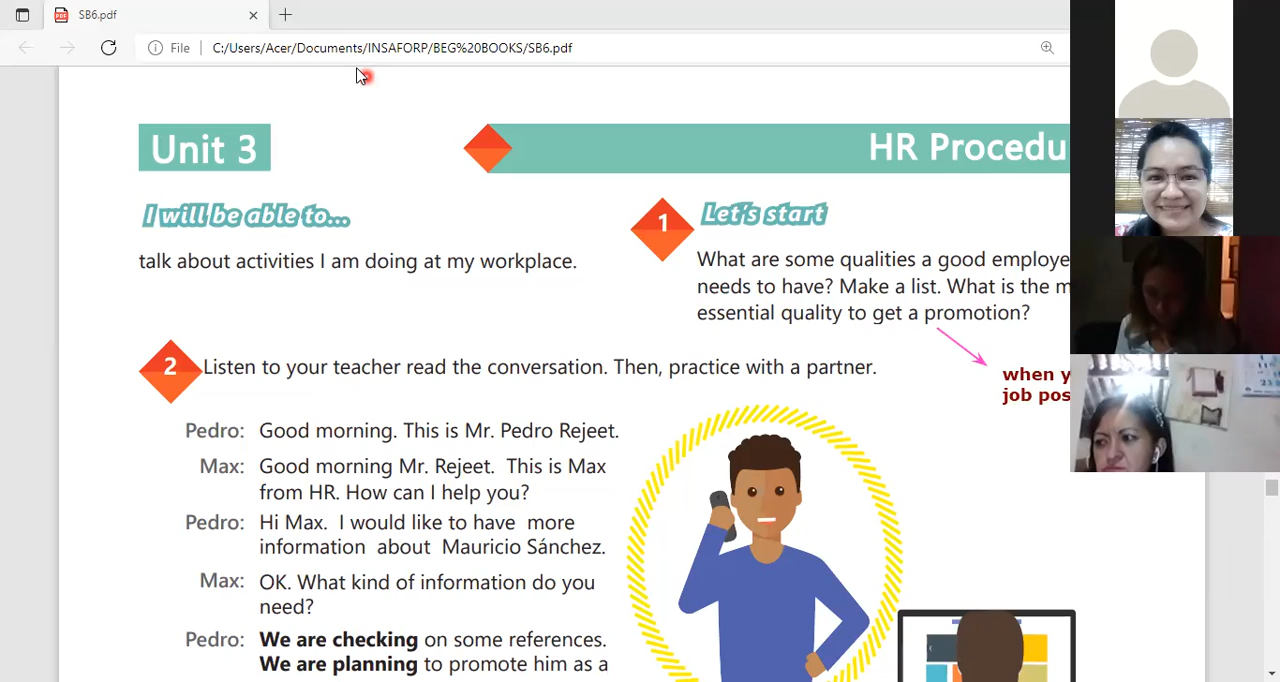 SB6.pdf
File
C:/Users/Acer/Documents/INSAFORP/BEG%20BOOKS/SB6.pdf
Unit 3
HR Procedu
I will be able to...
talk about activities I am doing at my workplace.
1
Let's start
What are some qualities a good employe
needs to have? Make a list. What is the m
essential quality to get a promotion?
when y
job pos
2
Listen to your teacher read the conversation. Then, practice with a partner.
Pedro: Good morning. This is Mr. Pedro Rejeet.
Max: Good morning Mr. Rejeet. This is Max
from HR. How can I help you?
Pedro: Hi Max. I would like to have more
information about Mauricio Sánchez.
Max: OK. What kind of information do you
need?
Pedro: We are checking on some references.
We are planning to promote him as a